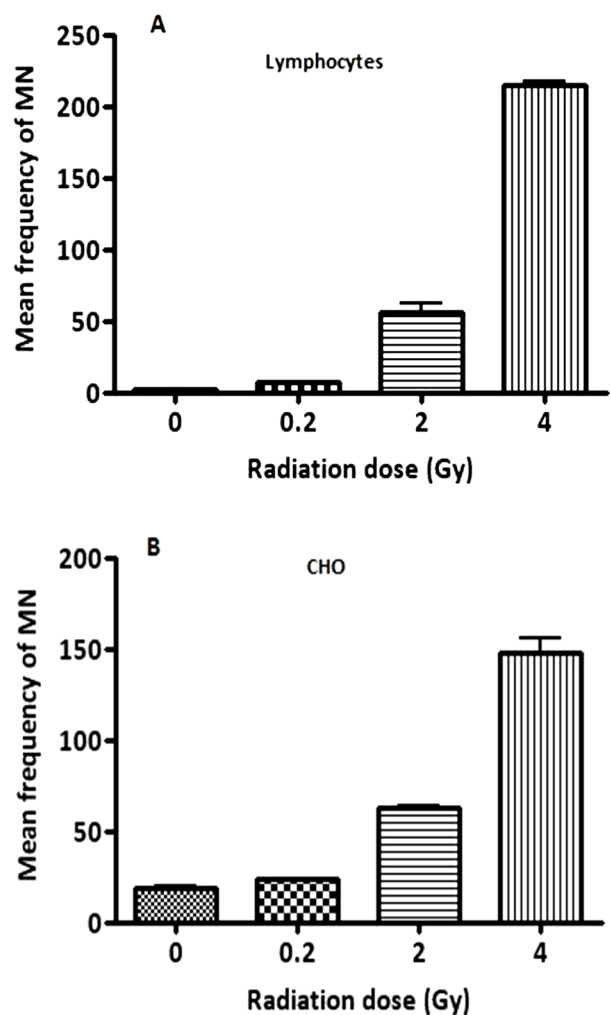 A
Lymphocytes
Mean frequency of MN
250
200
150
100
50
0
0 0.2 2 4
Radiation dose (Gy)
B
CHO
Mean frequency of MN
200
150
100
50
0
0 0.2 2 4
Radiation dose (Gy)